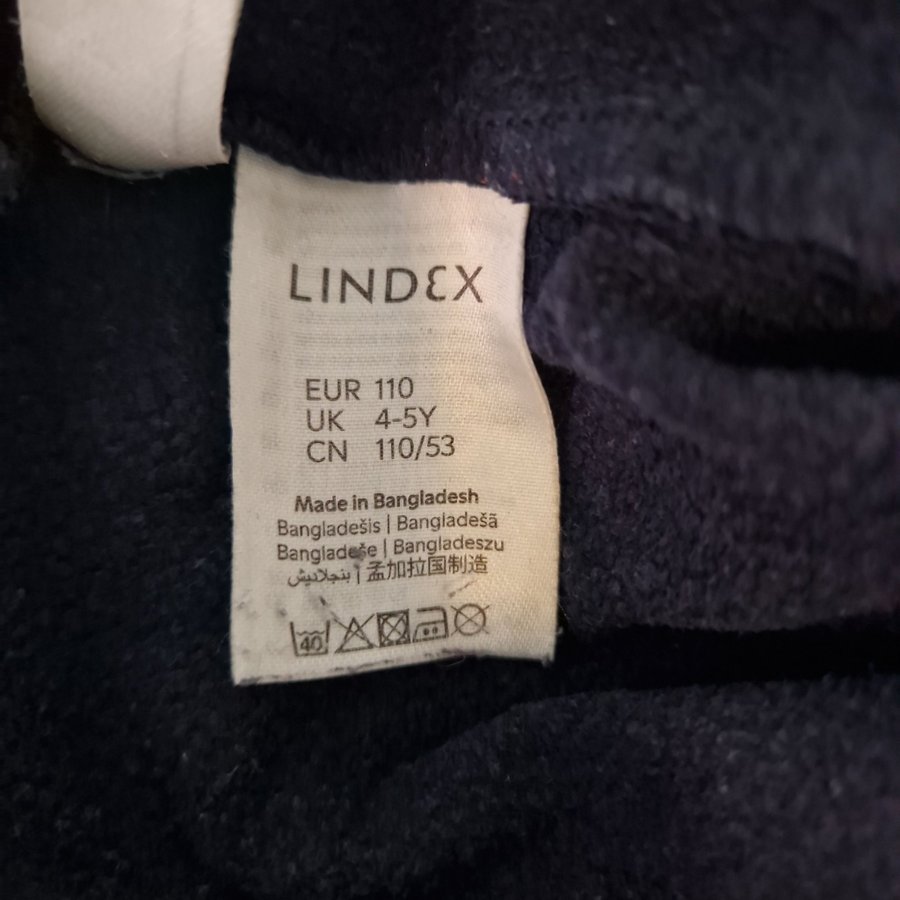 LINDEX
EUR 110
UK 4-5Y
CN 110/53
Made in Bangladesh
Bangladešis | Bangladešā
Bangladeše | Bangladeszu
بنجلاديش | 孟加拉国制造
40